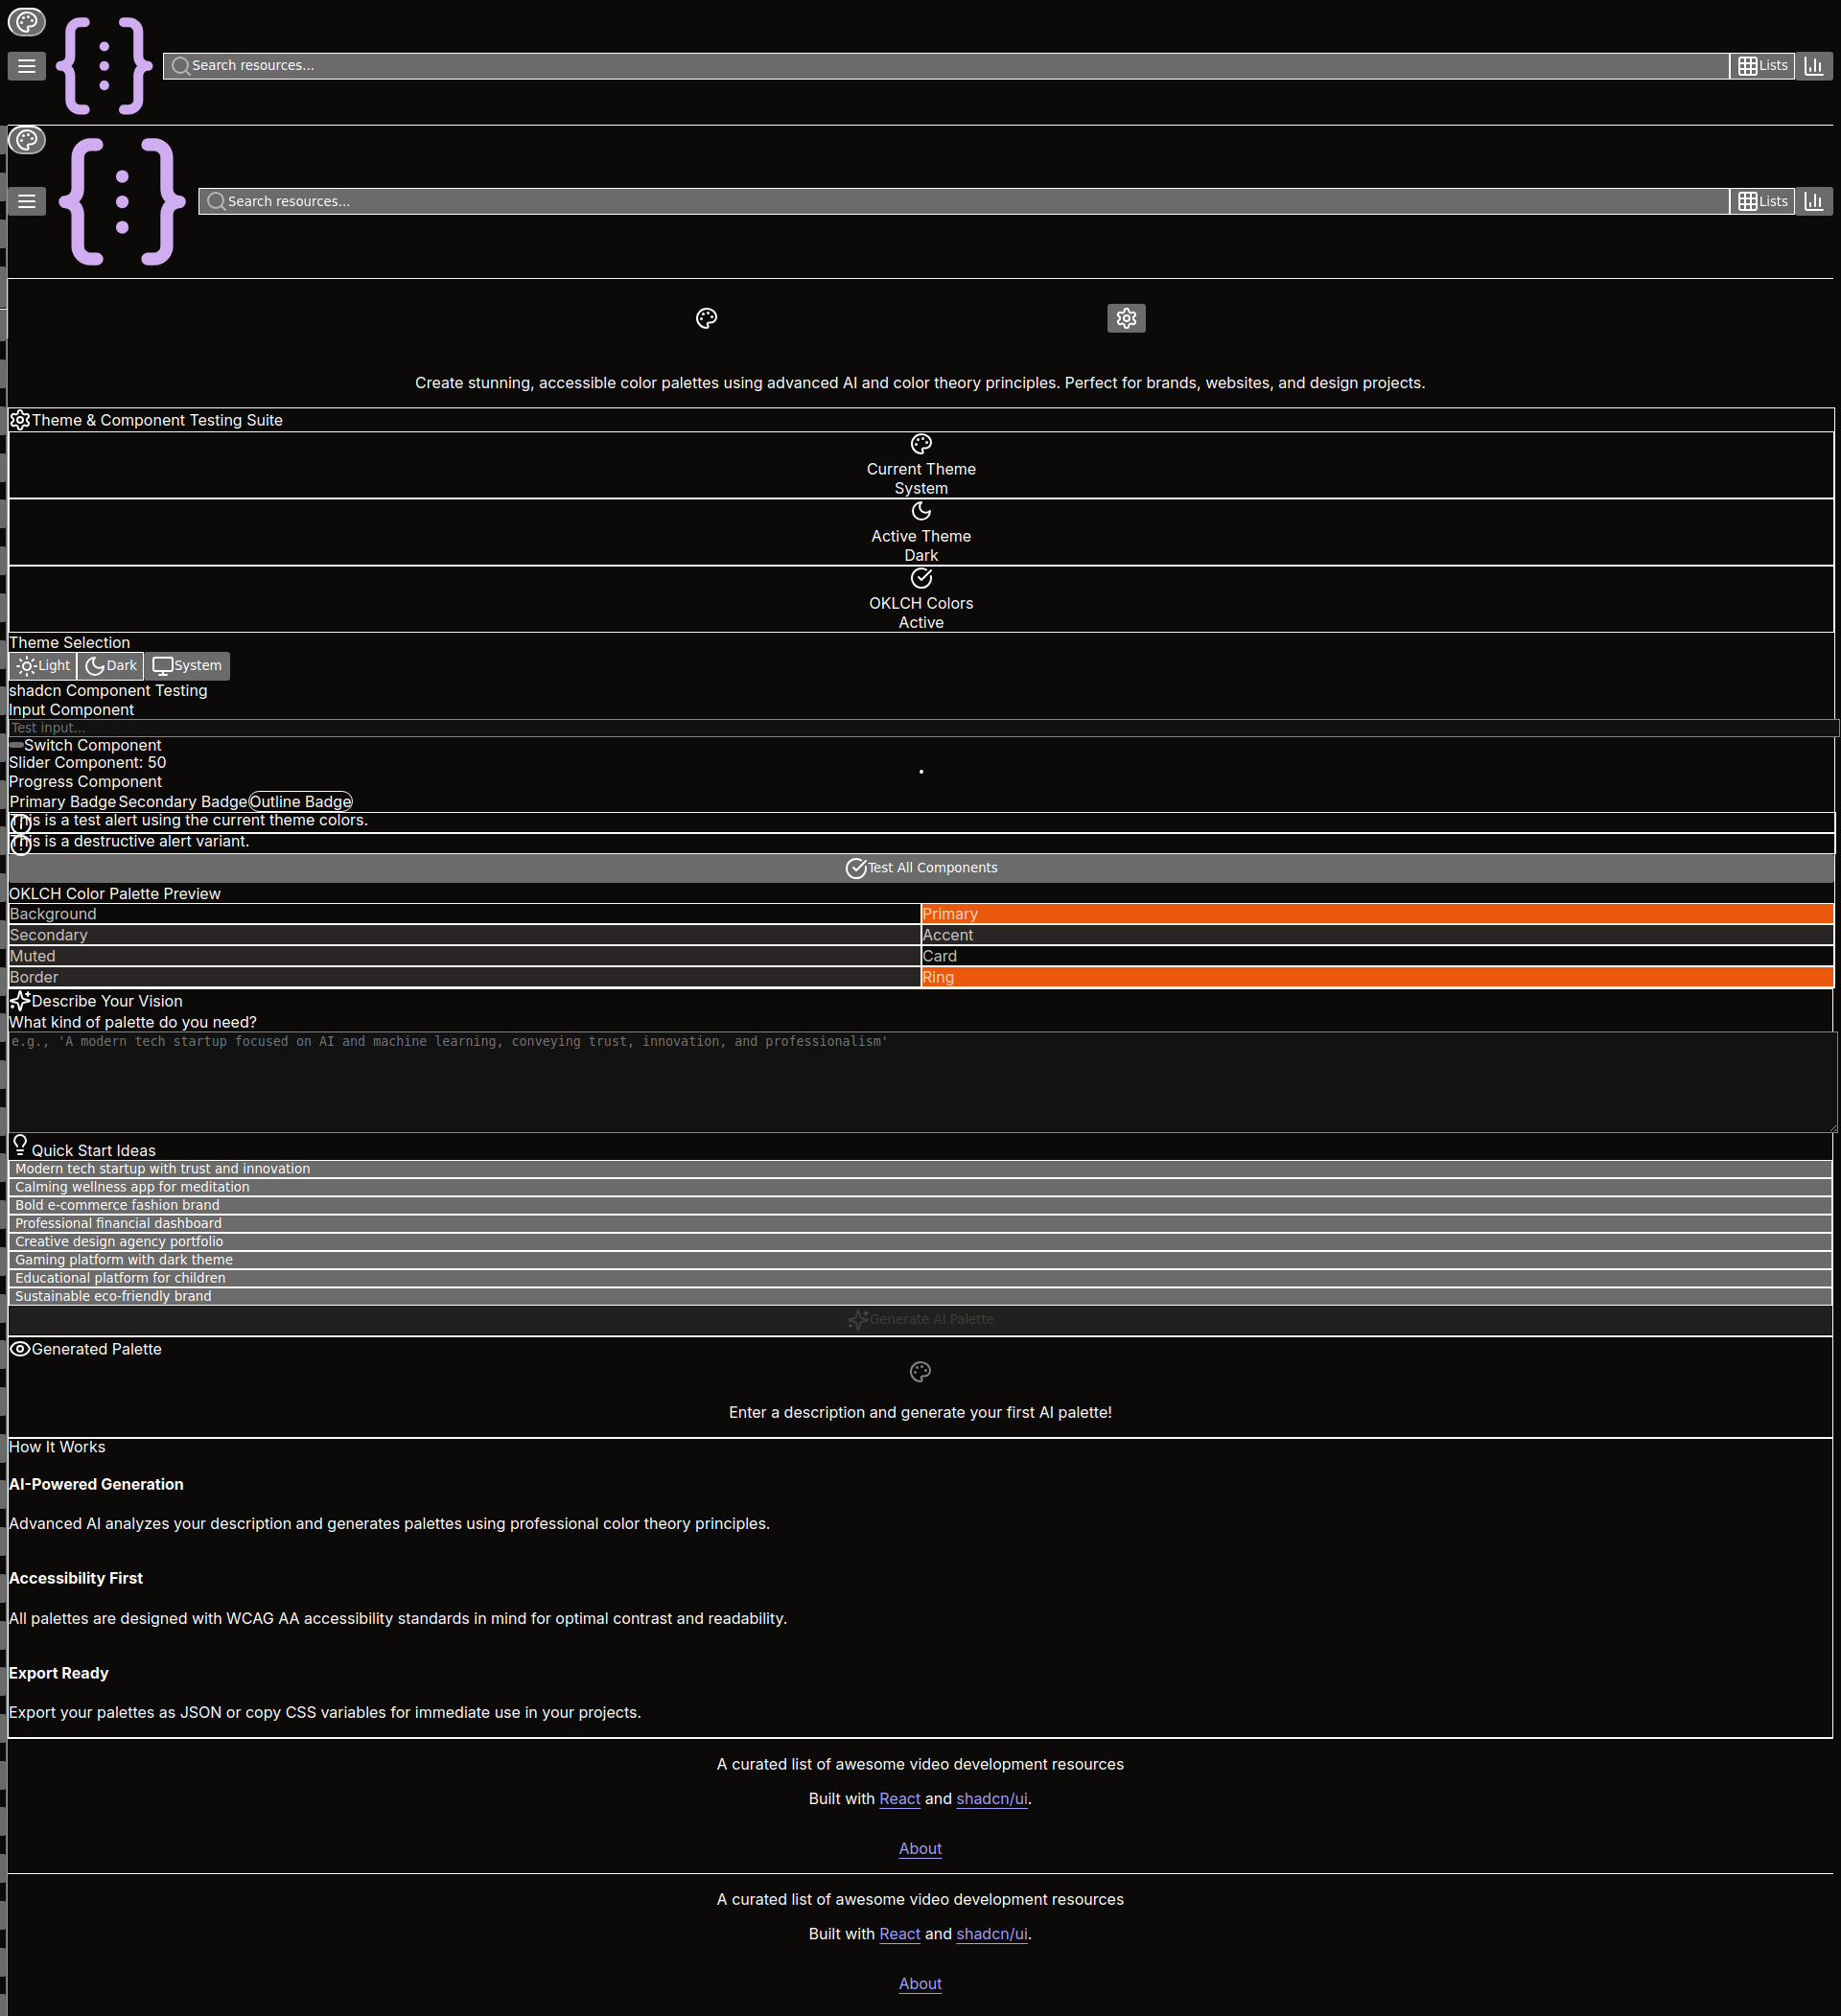 Search resources...
Lists
Search resources...
Lists
Create stunning, accessible color palettes using advanced AI and color theory principles. Perfect for brands, websites, and design projects.
Theme & Component Testing Suite
Current Theme
System
Active Theme
Dark
OKLCH Colors
Active
Theme Selection
Light Dark System
shadcn Component Testing
Input Component
Test input...
Switch Component
Slider Component: 50
Progress Component
Primary Badge Secondary Badge Outline Badge
This is a test alert using the current theme colors.
This is a destructive alert variant.
Test All Components
OKLCH Color Palette Preview
Background Primary
Secondary Accent
Muted Card
Border Ring
Describe Your Vision
What kind of palette do you need?
e.g., 'A modern tech startup focused on AI and machine learning, conveying trust, innovation, and professionalism'
Quick Start Ideas
Modern tech startup with trust and innovation
Calming wellness app for meditation
Bold e-commerce fashion brand
Professional financial dashboard
Creative design agency portfolio
Gaming platform with dark theme
Educational platform for children
Sustainable eco-friendly brand
Generate AI Palette
Generated Palette
Enter a description and generate your first AI palette!
How It Works
AI-Powered Generation
Advanced AI analyzes your description and generates palettes using professional color theory principles.
Accessibility First
All palettes are designed with WCAG AA accessibility standards in mind for optimal contrast and readability.
Export Ready
Export your palettes as JSON or copy CSS variables for immediate use in your projects.
A curated list of awesome video development resources
Built with React and shadcn/ui.
About
A curated list of awesome video development resources
Built with React and shadcn/ui.
About